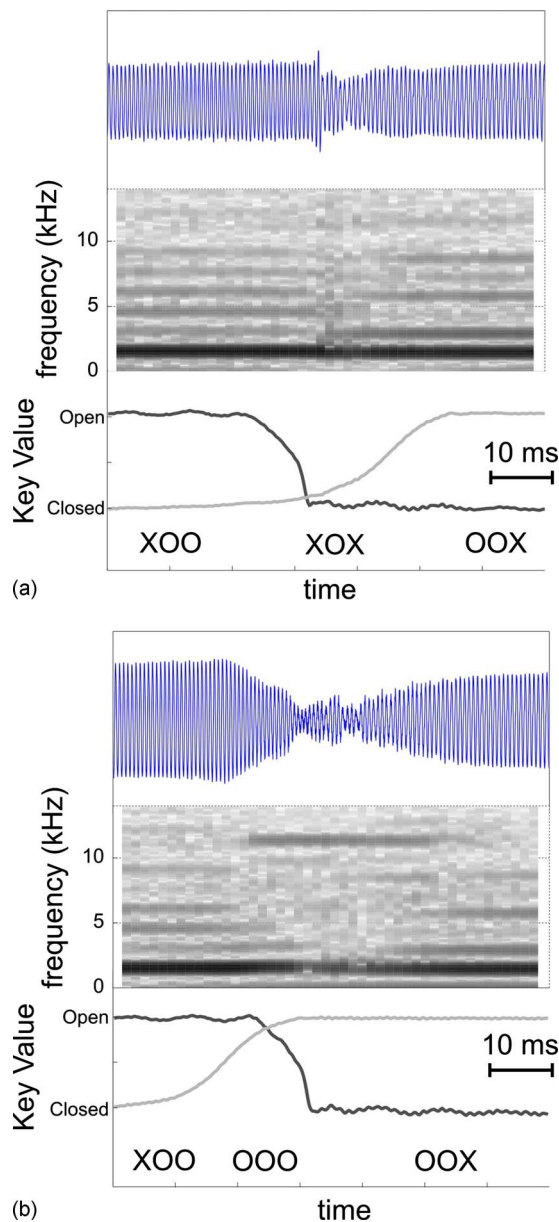 frequency (kHz)
10
5
0
Key Value
Open
Closed
10 ms
XOO XOX OOX
(a)
time
frequency (kHz)
10
5
0
Key Value
Open
Closed
10 ms
XOO OOO OOX
(b)
time